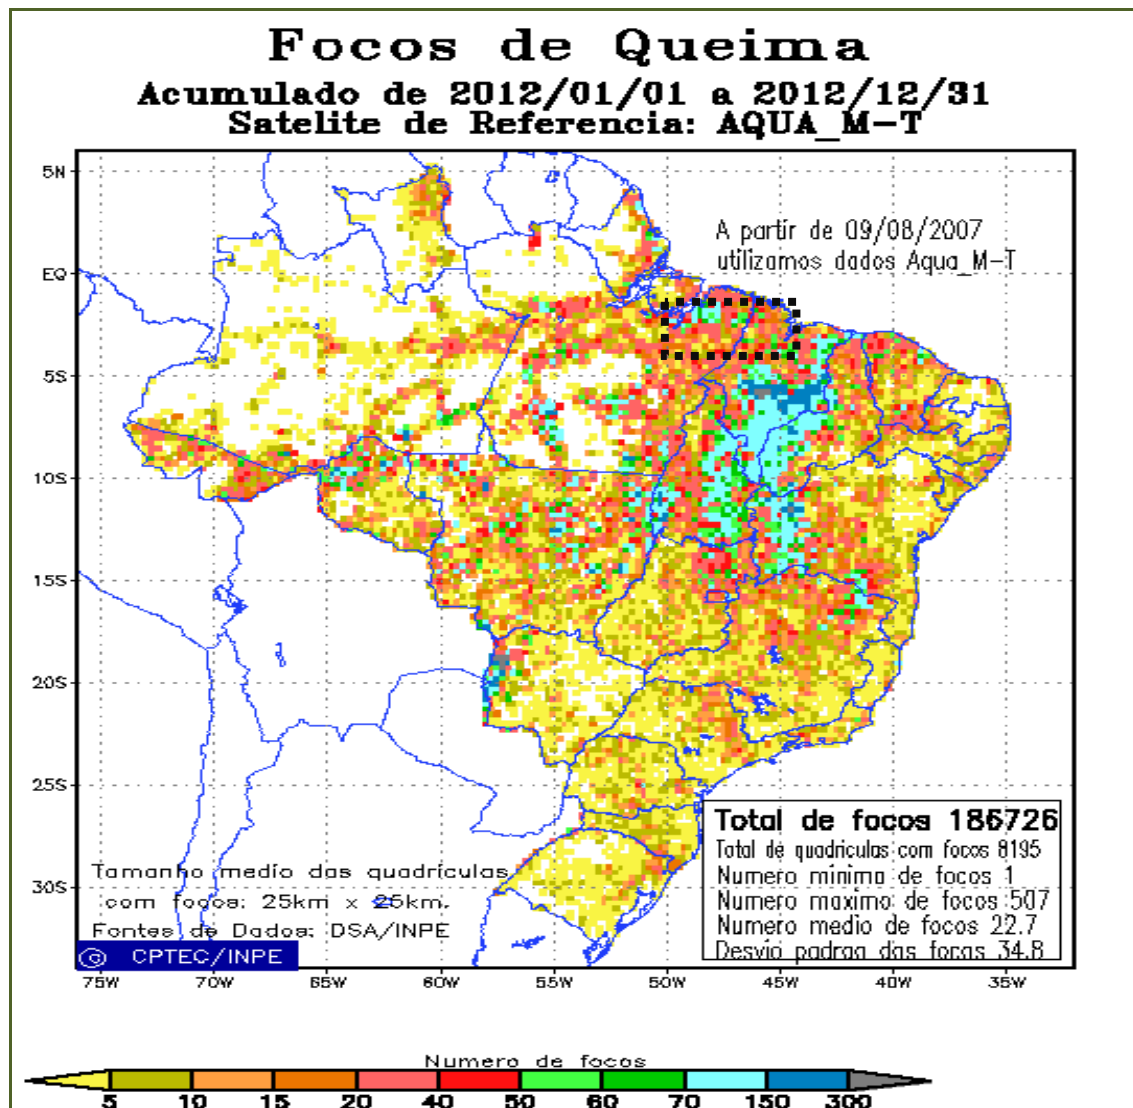 Focos de Queima
Acumulado de 2012/01/01 a 2012/12/31
Satelite de Referencia: AQUA_M-T
5N
A partir de 09/08/2007
utilizamos dados Aqua_M-T
EQ
5S
10S
15S
20S
25S
30S
Total de focos 186726
Total de quadriculas com focos 8195
Numero minimo de focos 1
Numero maximo de focos 507
Numero medio de focos 22.7
Desvio padrao dos focos 34.8
Tamanho medio das quadriculas
com focos: 25km x 25km.
Fontes de Dados: DSA/INPE
© CPTEC/INPE
75W 70W 65W 60W 55W 50W 45W 40W 35W
Numero de focos
5 10 15 20 40 50 60 70 150 300